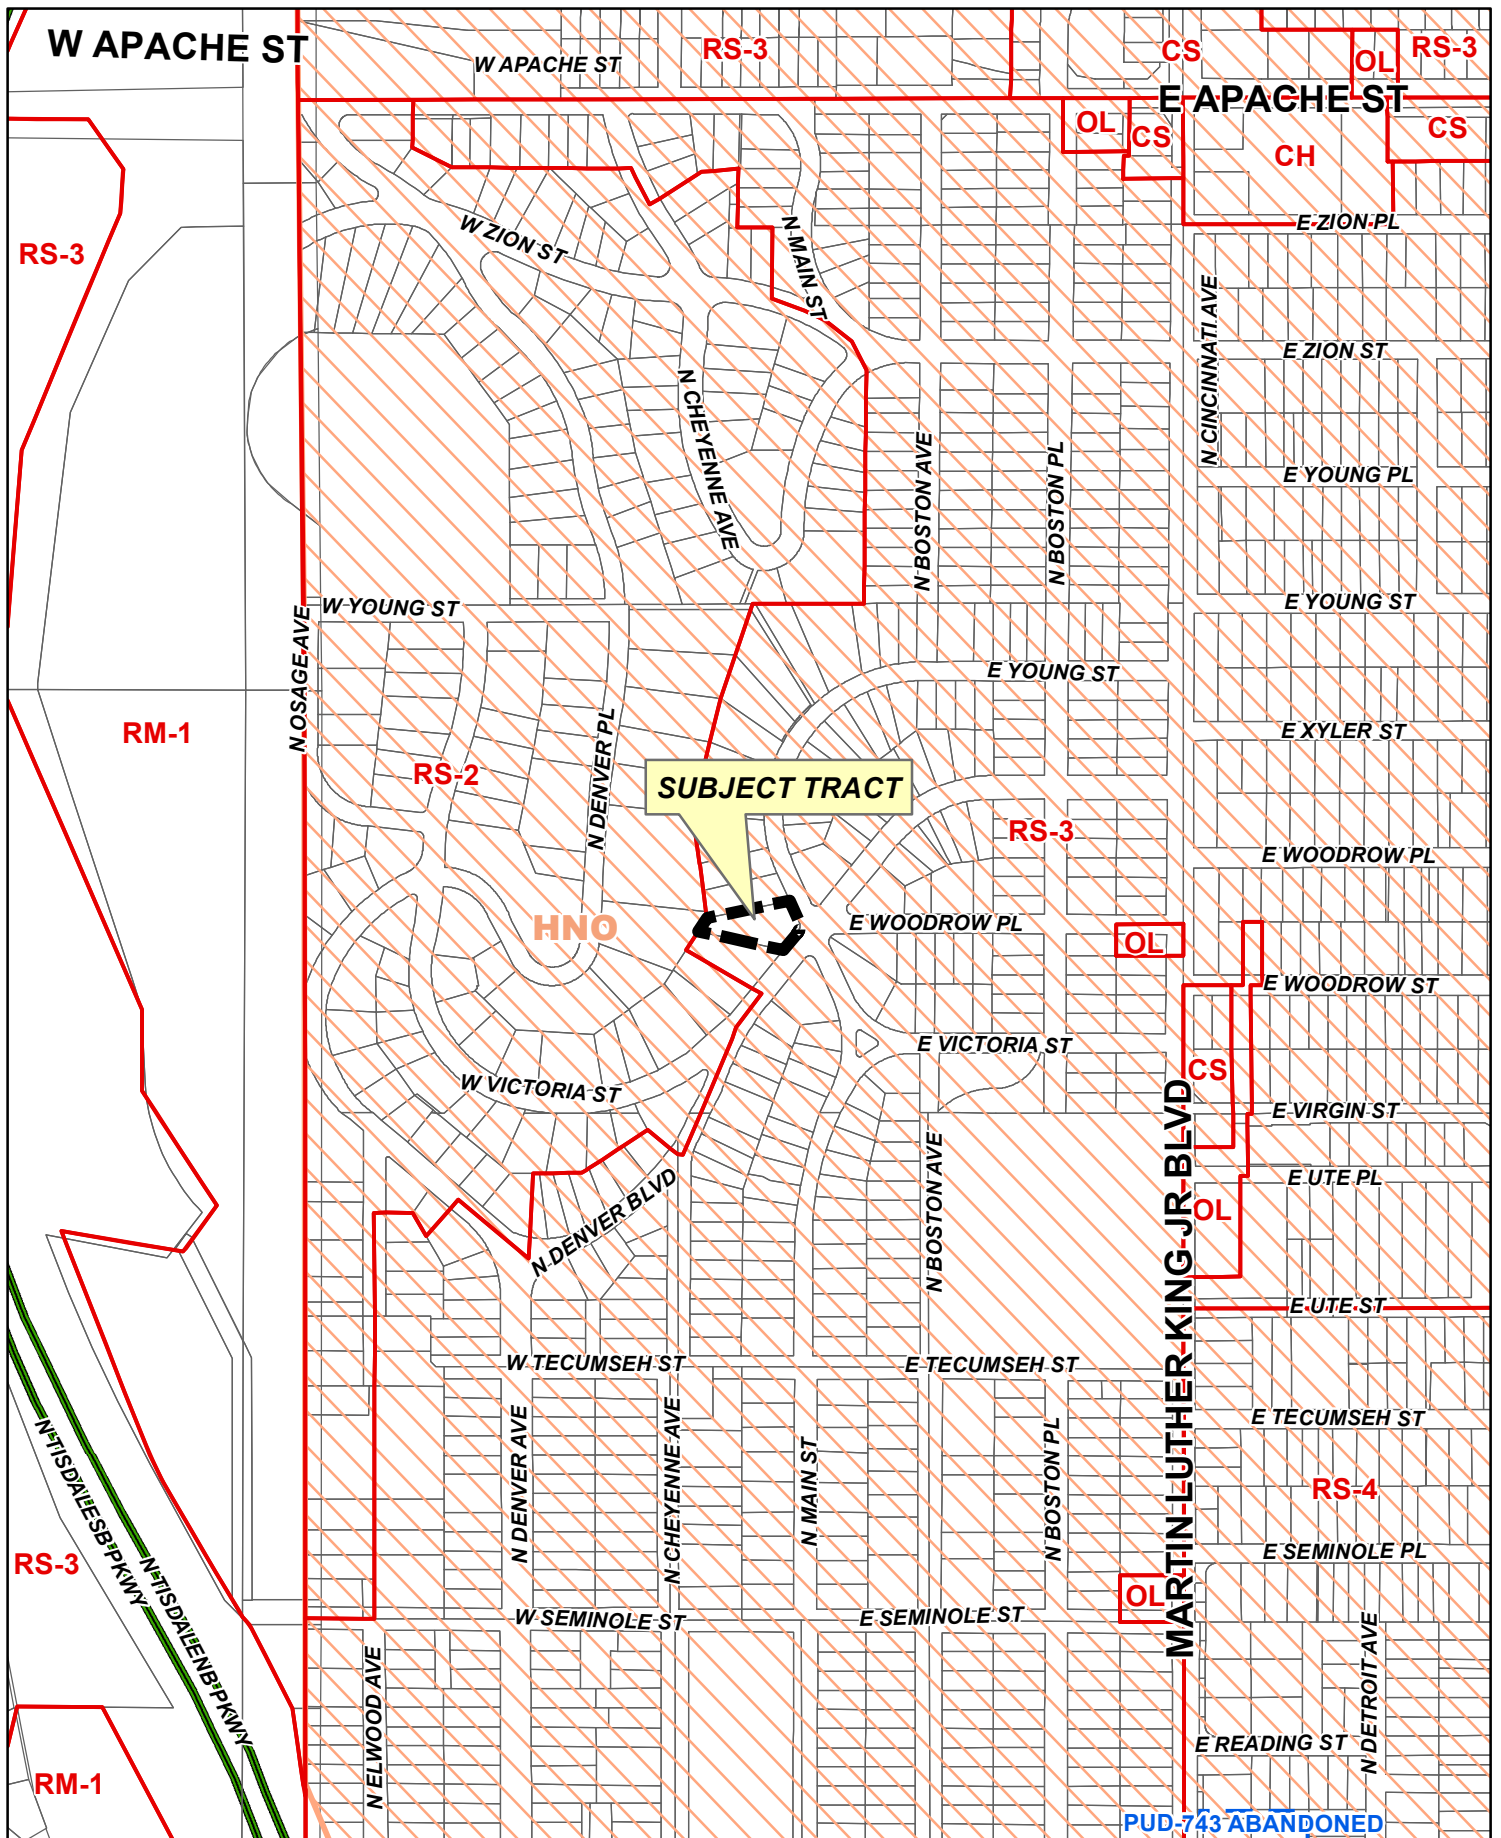 W APACHE ST
W APACHE ST
RS-3
CS
OL
RS-3
E APACHE ST
OL
CS
CH
CS
E ZION PL
RS-3
W ZION ST
N MAIN ST
N CINCINNATI AVE
E ZION ST
N CHEYENNE AVE
N BOSTON AVE
N BOSTON PL
E YOUNG PL
W YOUNG ST
E YOUNG ST
N OSAGE AVE
E YOUNG ST
RM-1
RS-2
N DENVER PL
E XYLER ST
SUBJECT TRACT
RS-3
E WOODROW PL
HNO
E WOODROW PL
OL
E WOODROW ST
E VICTORIA ST
CS
W VICTORIA ST
E VIRGIN ST
N BOSTON AVE
MARTIN LUTHER KING JR BLVD
E UTE PL
N DENVER BLVD
OL
E UTE ST
W TECUMSEH ST
E TECUMSEH ST
E TECUMSEH ST
N DENVER AVE
N CHEYENNE AVE
N MAIN ST
N BOSTON PL
RS-4
N TISDALESB PKWY
N TISDALENB PKWY
RS-3
E SEMINOLE PL
OL
W SEMINOLE ST
E SEMINOLE ST
N ELWOOD AVE
N DETROIT AVE
E READING ST
RM-1
PUD-743 ABANDONED